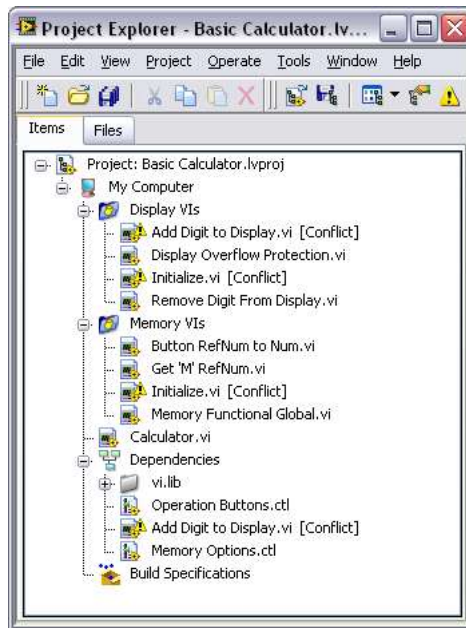 Project Explorer - Basic Calculator.lv...
File Edit View Project Operate Tools Window Help
Items Files
Project: Basic Calculator.lvproj
My Computer
Display VIs
Add Digit to Display.vi [Conflict]
Display Overflow Protection.vi
Initialize.vi [Conflict]
Remove Digit From Display.vi
Memory VIs
Button RefNum to Num.vi
Get 'M' RefNum.vi
Initialize.vi [Conflict]
Memory Functional Global.vi
Calculator.vi
Dependencies
vi.lib
Operation Buttons.ctl
Add Digit to Display.vi [Conflict]
Memory Options.ctl
Build Specifications